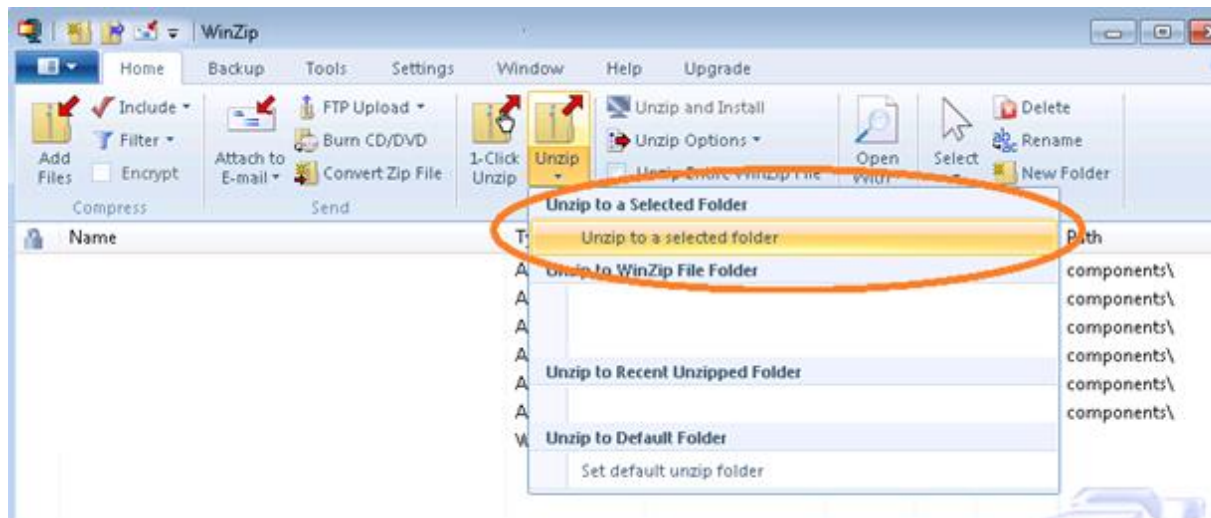 WinZip
Home Backup Tools Settings Window Help Upgrade
Include FTP Upload Unzip and Install Delete
Filter Burn CD/DVD Unzip Options Rename
Add Files Encrypt Attach to E-mail Convert Zip File 1-Click Unzip Unzip Unzip Entire WinZip File Open With Select New Folder
Compress Send
Unzip to a Selected Folder
Name Unzip to a selected folder Path
A Unzip to WinZip File Folder components\
A components\
A components\
A components\
A Unzip to Recent Unzipped Folder components\
A components\
W Unzip to Default Folder
Set default unzip folder